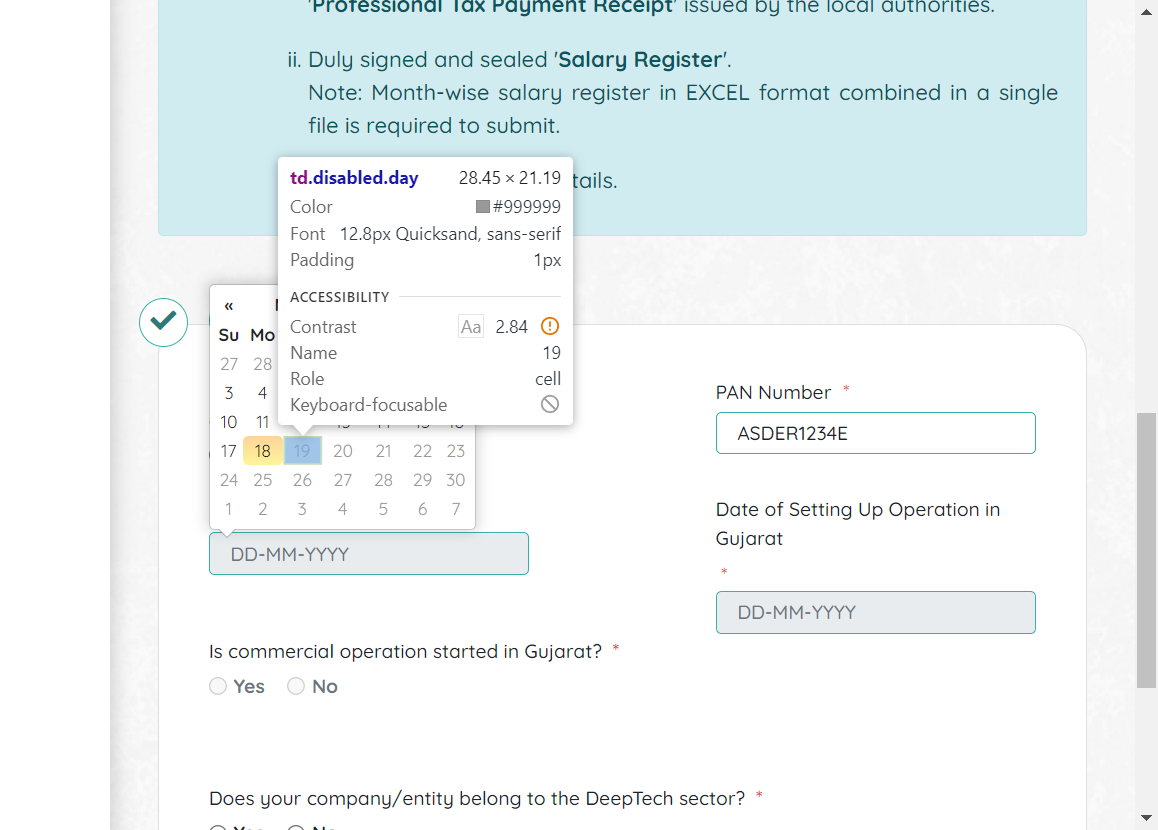 'Professional Tax Payment Receipt' issued by the local authorities.
ii. Duly signed and sealed 'Salary Register'.
Note: Month-wise salary register in EXCEL format combined in a single
file is required to submit.
tails.
td.disabled.day 28.45 × 21.19
Color #999999
Font 12.8px Quicksand, sans-serif
Padding 1px
ACCESSIBILITY
Contrast Aa 2.84
Name 19
Role cell
Keyboard-focusable
«
Su Mo
27 28
3 4
10 11
17 18 19 20 21 22 23
24 25 26 27 28 29 30
1 2 3 4 5 6 7
DD-MM-YYYY
PAN Number *
ASDER1234E
Date of Setting Up Operation in
Gujarat
*
DD-MM-YYYY
Is commercial operation started in Gujarat? *
Yes No
Does your company/entity belong to the DeepTech sector? *
Yes No